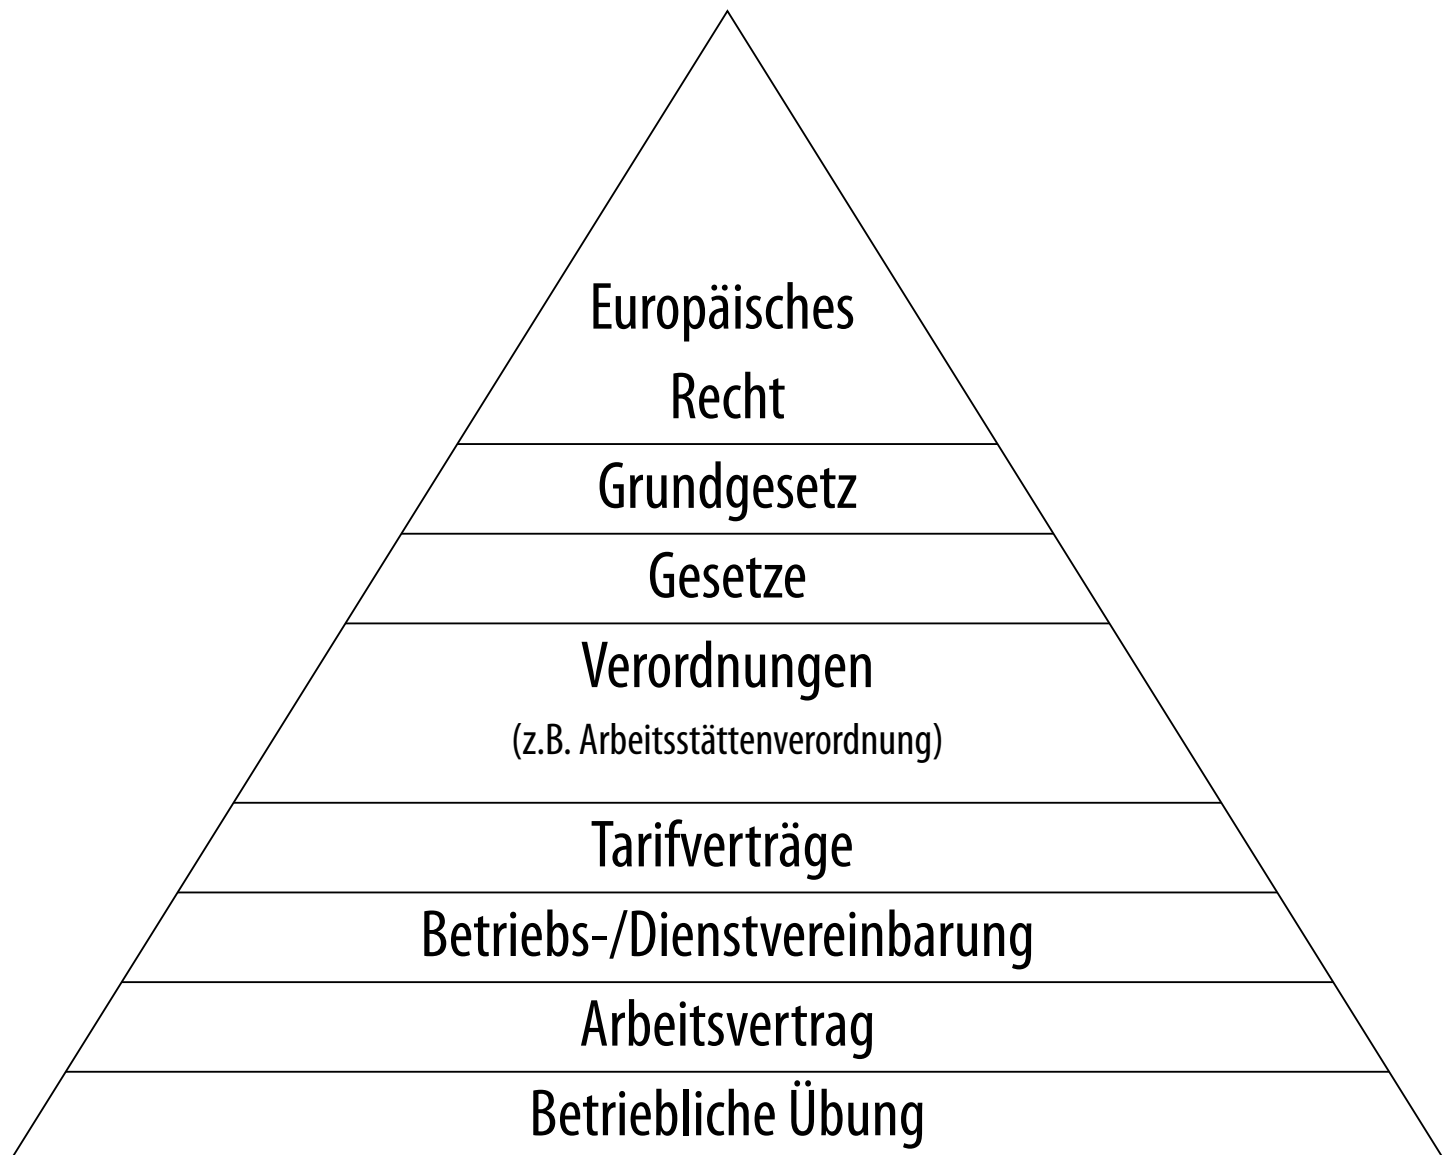 Europäisches
Recht
Grundgesetz
Gesetze
Verordnungen
(z.B. Arbeitsstättenverordnung)
Tarifverträge
Betriebs-/Dienstvereinbarung
Arbeitsvertrag
Betriebliche Übung